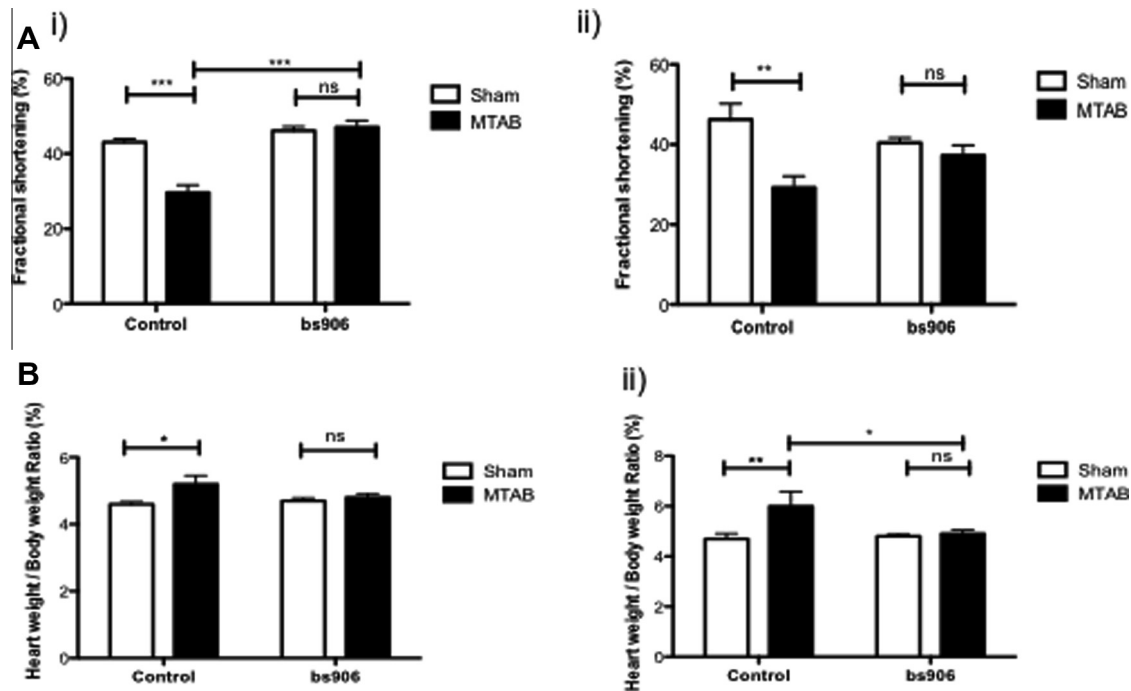 A
i)
Fractional shortening (%)
60
40
20
0
***
***
ns
Control
bs906
Sham
MTAB
ii)
Fractional shortening (%)
60
40
20
0
**
ns
Control
bs906
Sham
MTAB
B
Heart weight / Body weight Ratio (%)
6
4
2
0
*
ns
Control
bs906
Sham
MTAB
ii)
Heart weight / Body weight Ratio (%)
8
6
4
2
0
**
*
ns
Control
bs906
Sham
MTAB